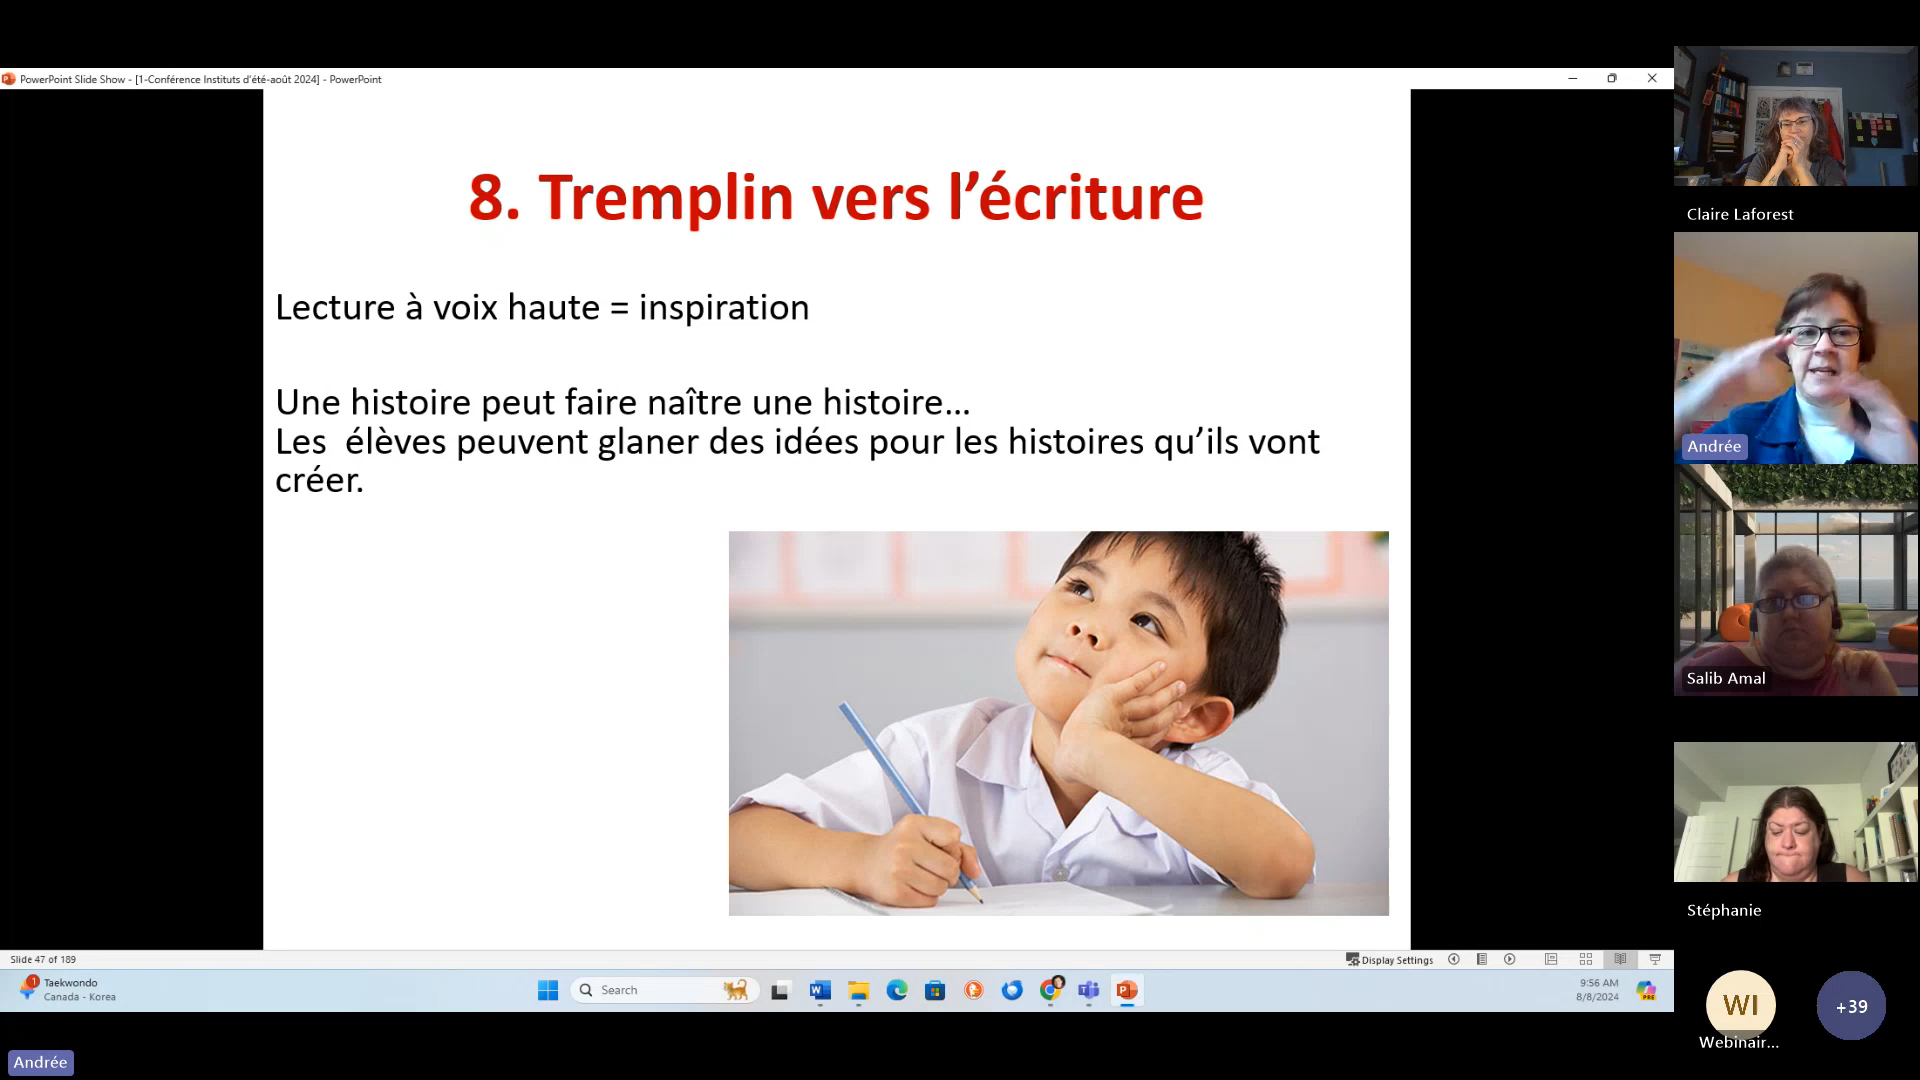 PowerPoint Slide Show - [1-Conférence Instituts d'été-août 2024] - PowerPoint
8. Tremplin vers l’écriture
Lecture à voix haute = inspiration
Une histoire peut faire naître une histoire…
Les  élèves peuvent glaner des idées pour les histoires qu’ils vont
créer.
Claire Laforest
Andrée
Salib Amal
Stéphanie
WI
Webinair...
+39
Slide 47 of 189
Display Settings
1
Taekwondo
Canada - Korea
Search
9:56 AM
8/8/2024
PRE
Andrée